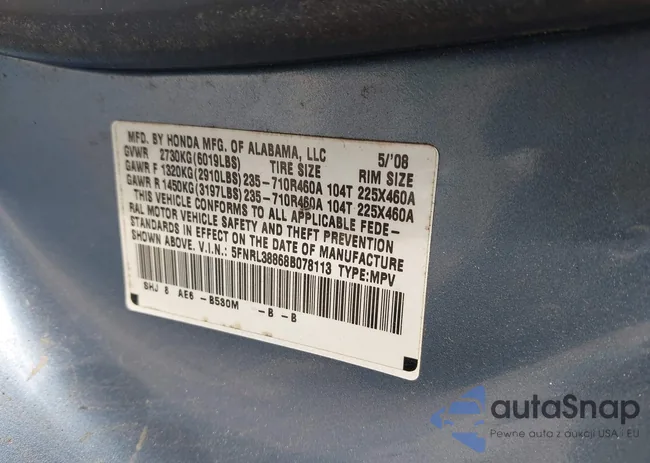 MFD. BY HONDA MFG. OF ALABAMA, LLC 5/'08
GVWR 2730KG(6019LBS) TIRE SIZE RIM SIZE
GAWR F 1320KG(2910LBS)235-710R460A 104T 225X460A
GAWR R 1450KG(3197LBS)235-710R460A 104T 225X460A
THIS VEHICLE CONFORMS TO ALL APPLICABLE FEDE-
RAL MOTOR VEHICLE SAFETY AND THEFT PREVENTION
STANDARDS IN EFFECT ON THE DATE OF MANUFACTURE
SHOWN ABOVE. V.I.N.: 5FNRL38868B078113 TYPE:MPV
SHJ 8 AE6 -B530M -B -B
autaSnap
Pewne auta z aukcji USA i EU